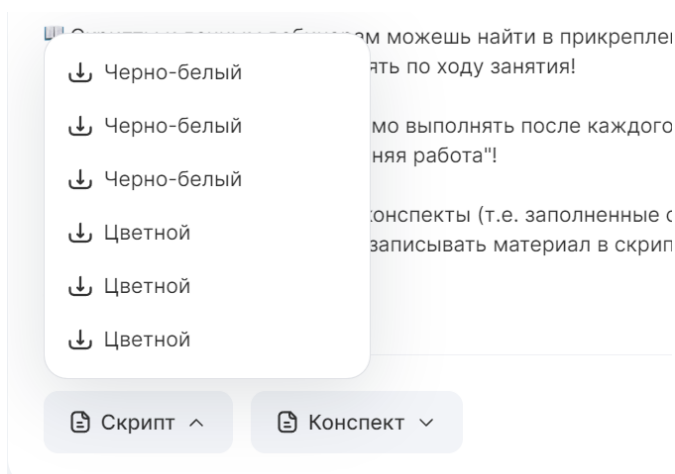 ам можешь найти в прикрепле
Черно-белый
ять по ходу занятия!
Черно-белый
мо выполнять после каждого
няя работа"!
Черно-белый
конспекты (т.е. заполненные
Цветной
записывать материал в скрип
Цветной
Цветной
Скрипт
Конспект